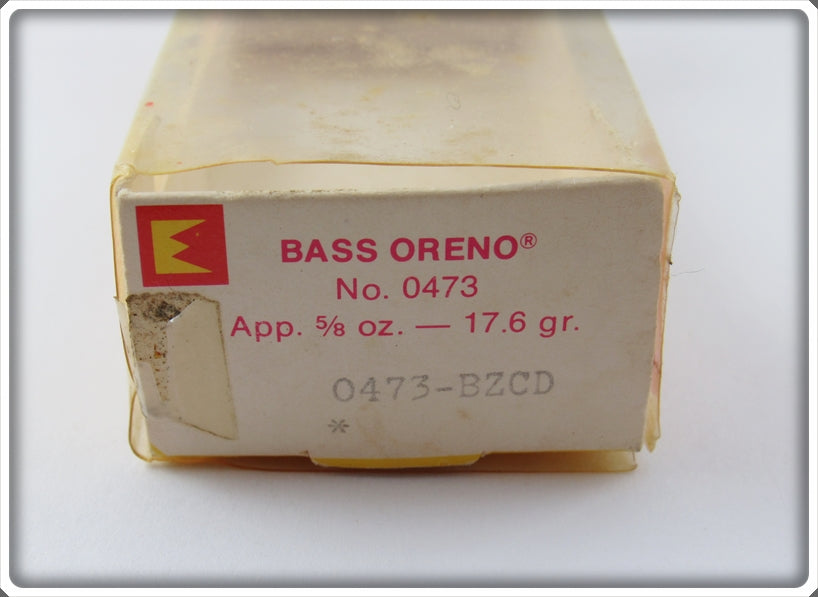 BASS ORENO®
No. 0473
App. ⅝ oz. — 17.6 gr.
0473-BZCD
*